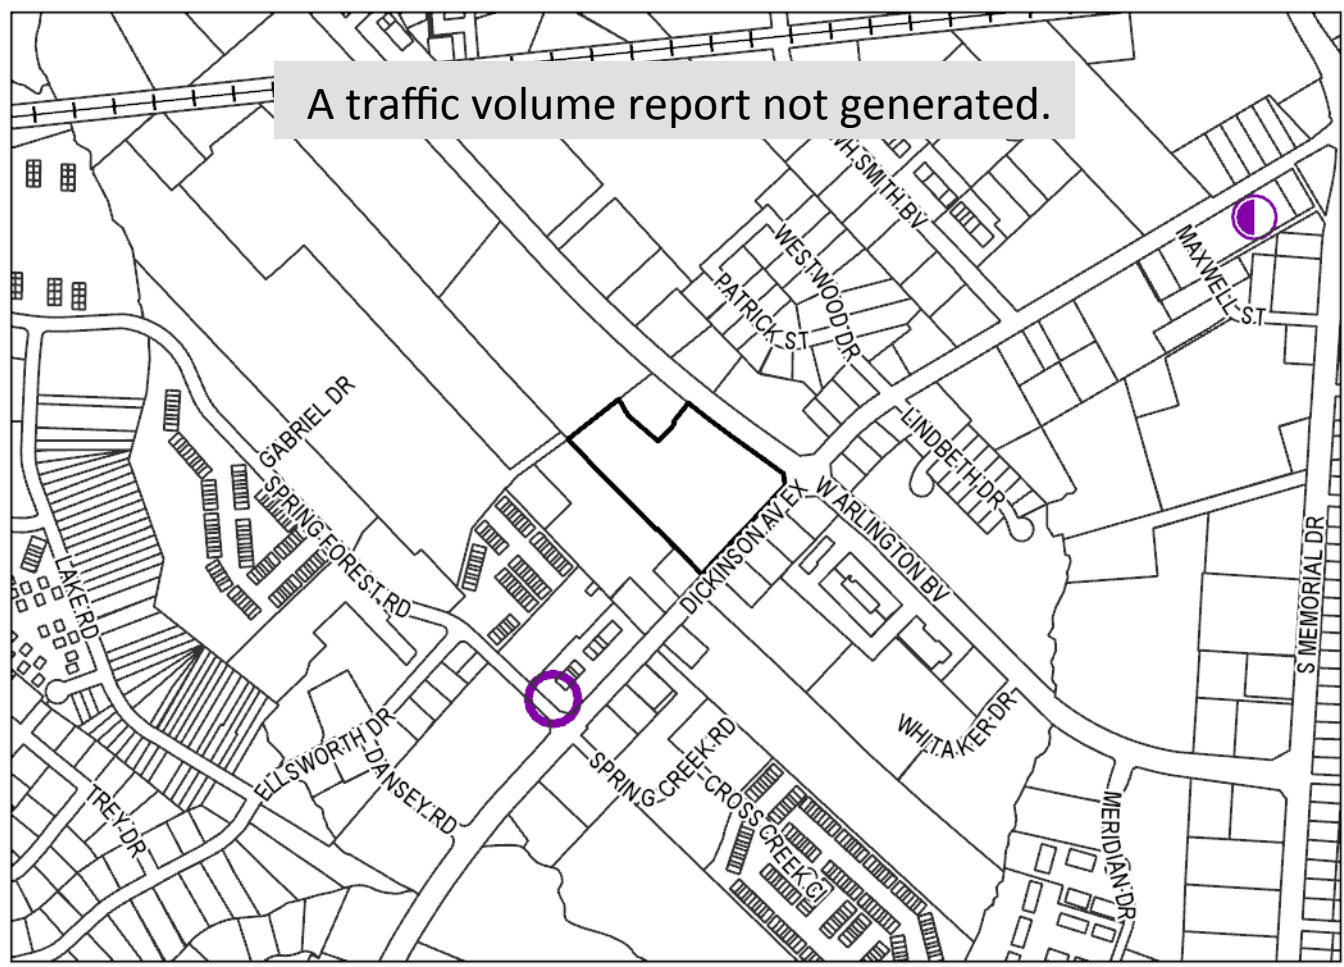 A traffic volume report not generated.
WH SMITH BV
WESTWOOD DR
PATRICK ST
MAXWELL ST
GABRIEL DR
SPRING FOREST RD
LINDBETH DR
W ARLINGTON BV
DICKINSON AV EX
LAKE RD
S MEMORIAL DR
ELLSWORTH DR
DANSEY RD
TREY DR
SPRING CREEK RD
CROSS CREEK CI
WHITAKER DR
MERIDIAN DR